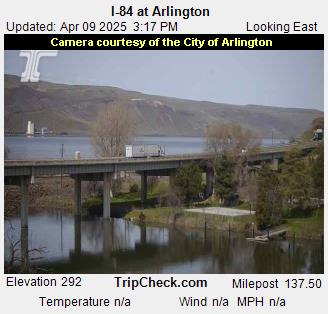 I-84 at Arlington
Updated: Apr 09 2025 3:17 PM Looking East
Camera courtesy of the City of Arlington
Elevation 292 TripCheck.com Milepost 137.50
Temperature n/a Wind n/a MPH n/a